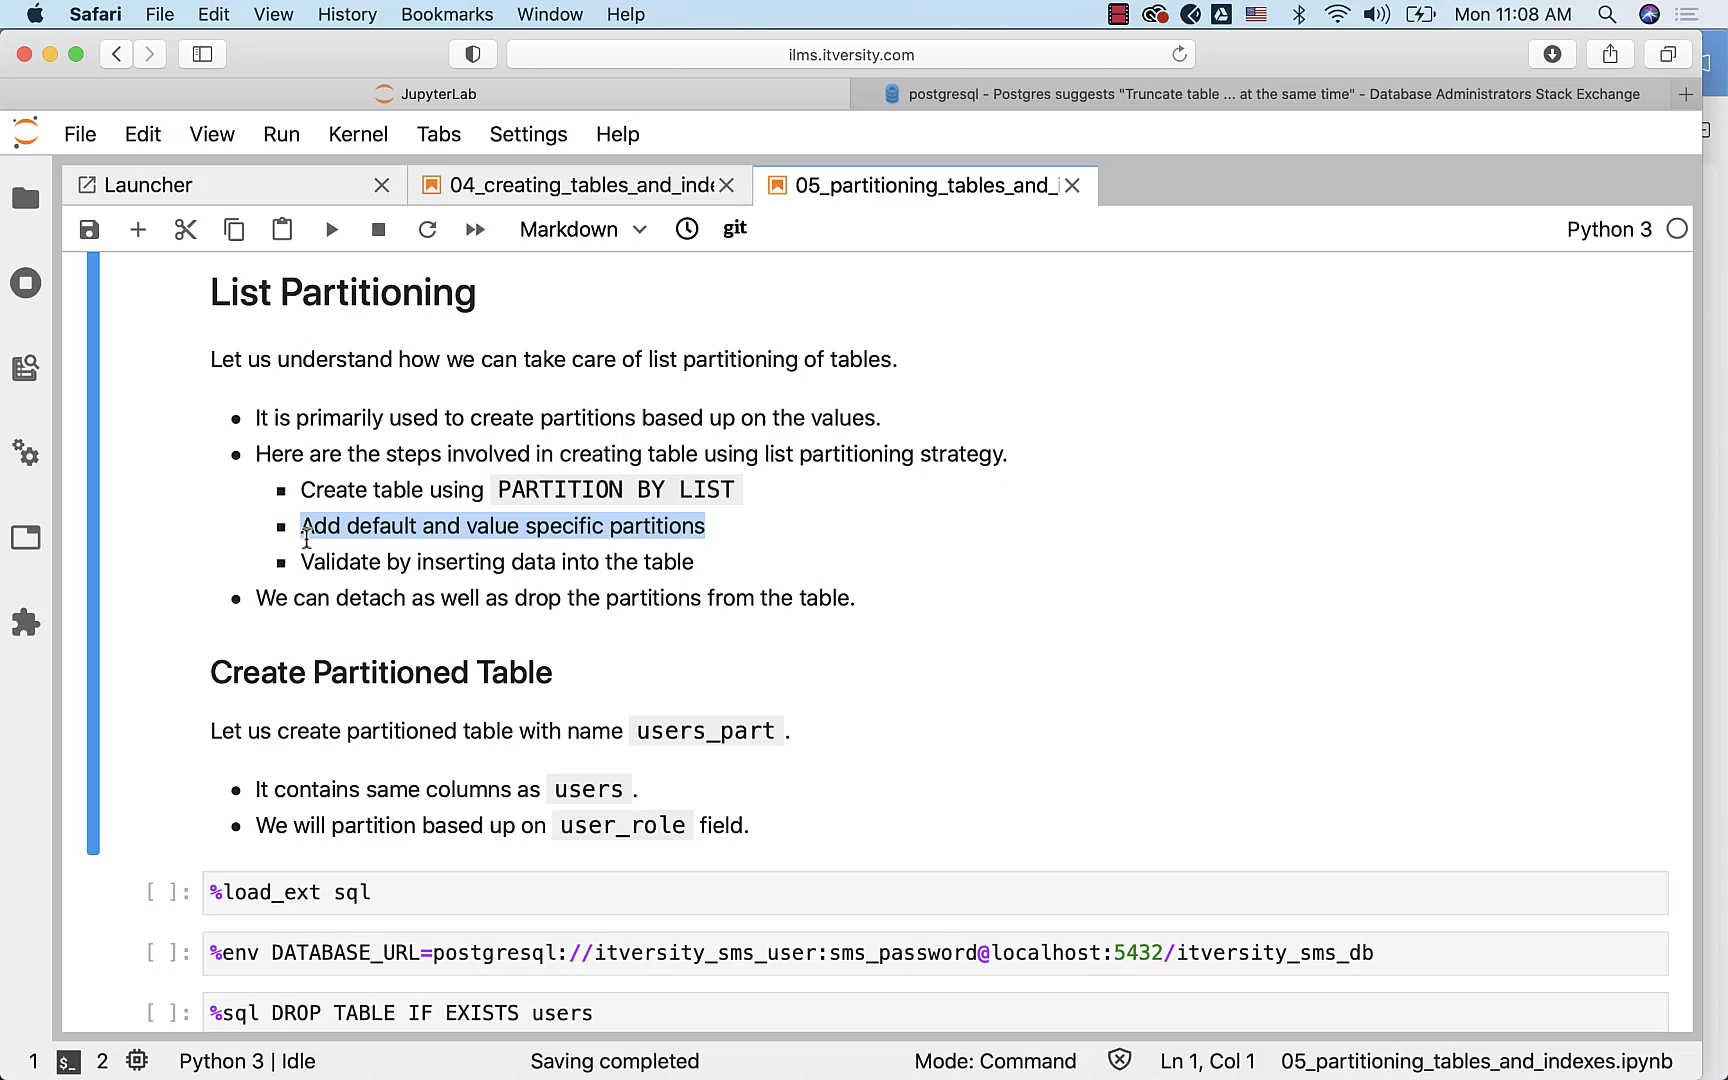 Safari File Edit View History Bookmarks Window Help Mon 11:08 AM
ilms.itversity.com
JupyterLab postgresql - Postgres suggests "Truncate table ... at the same time" - Database Administrators Stack Exchange
File Edit View Run Kernel Tabs Settings Help
Launcher 04_creating_tables_and_inde 05_partitioning_tables_and_i
Markdown git Python 3
List Partitioning
Let us understand how we can take care of list partitioning of tables.
It is primarily used to create partitions based up on the values.
Here are the steps involved in creating table using list partitioning strategy.
Create table using PARTITION BY LIST
Add default and value specific partitions
Validate by inserting data into the table
We can detach as well as drop the partitions from the table.
Create Partitioned Table
Let us create partitioned table with name users_part .
It contains same columns as users .
We will partition based up on user_role field.
[ ]: %load_ext sql
[ ]: %env DATABASE_URL=postgresql://itversity_sms_user:sms_password@localhost:5432/itversity_sms_db
[ ]: %sql DROP TABLE IF EXISTS users
1 $_ 2 Python 3 | Idle Saving completed Mode: Command Ln 1, Col 1 05_partitioning_tables_and_indexes.ipynb